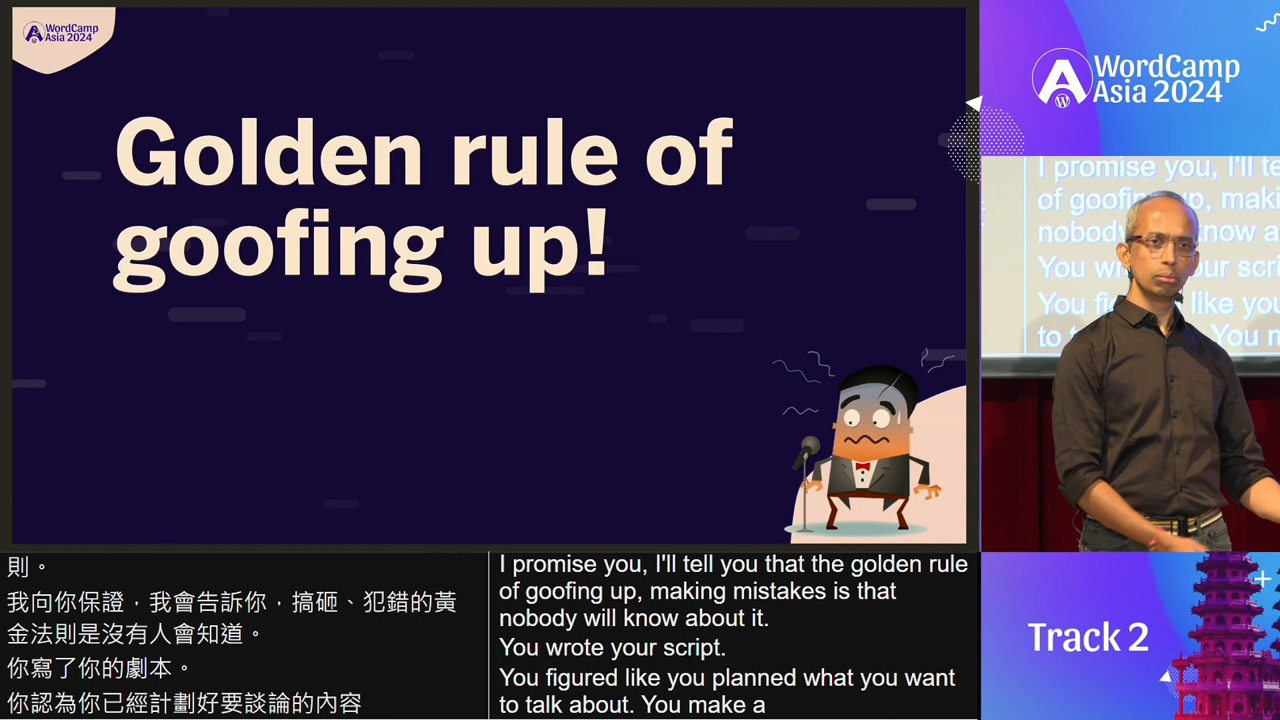 WordCamp
Asia 2024
Golden rule of
goofing up!
WordCamp
Asia 2024
I promise you, I'll te
of goofing up, maki
nobody know a
You wr our scri
You fi like you
to t You m
則。
我向你保證，我會告訴你，搞砸、犯錯的黃
金法則是沒有人會知道。
你寫了你的劇本。
你認為你已經計劃好要談論的內容
I promise you, I'll tell you that the golden rule
of goofing up, making mistakes is that
nobody will know about it.
You wrote your script.
You figured like you planned what you want
to talk about. You make a
Track 2